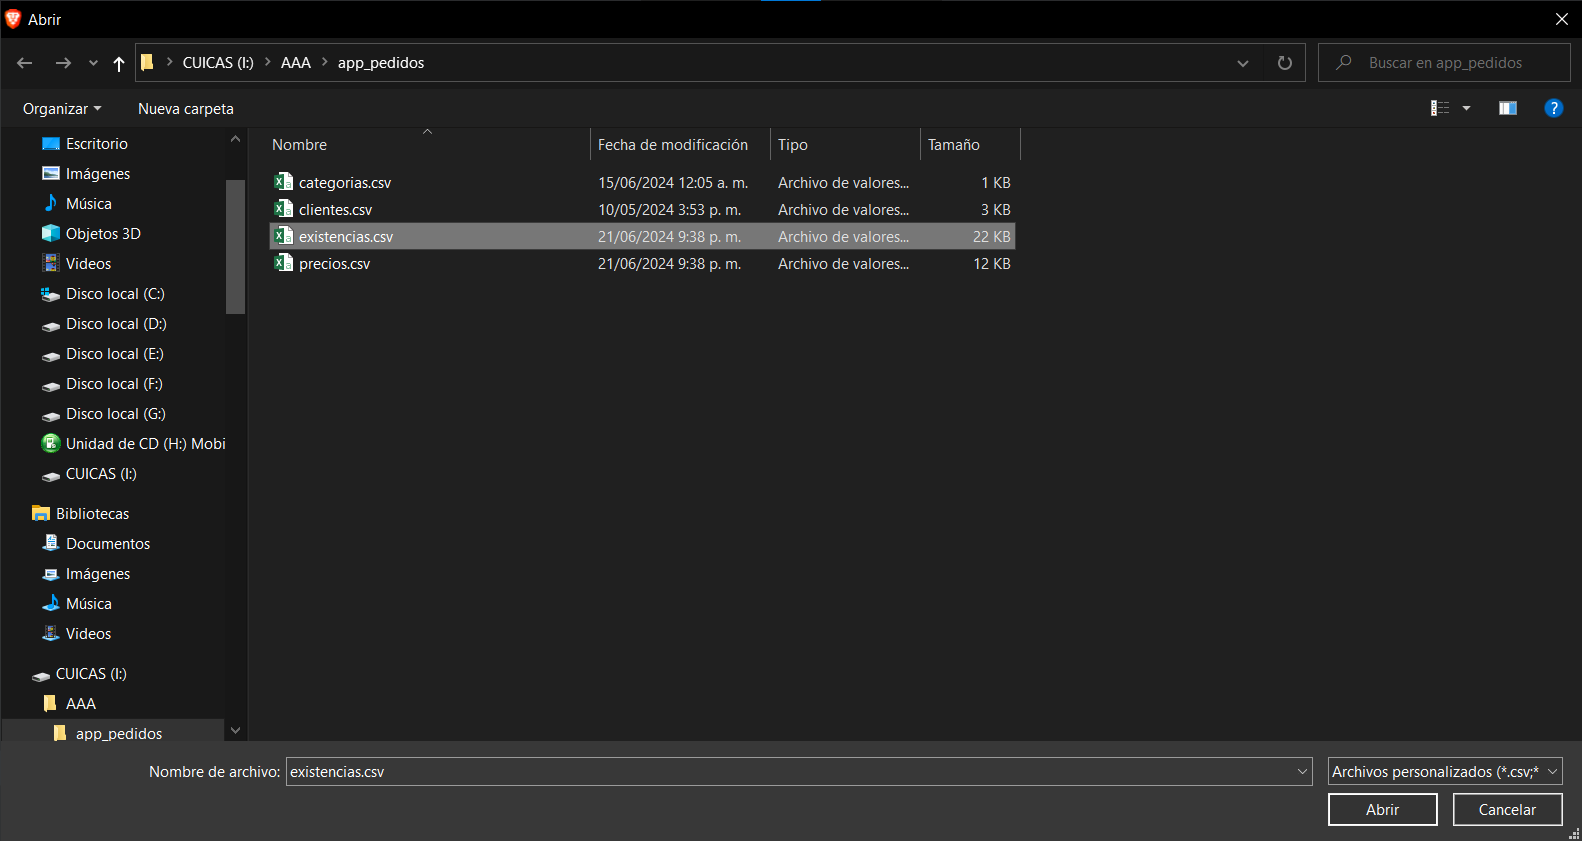 Abrir
CUICAS (I:) > AAA > app_pedidos
Buscar en app_pedidos
Organizar
Nueva carpeta
?
Escritorio
Imágenes
Música
Objetos 3D
Videos
Disco local (C:)
Disco local (D:)
Disco local (E:)
Disco local (F:)
Disco local (G:)
Unidad de CD (H:) Mobi
CUICAS (I:)
Bibliotecas
Documentos
Imágenes
Música
Videos
CUICAS (I:)
AAA
app_pedidos
Nombre Fecha de modificación Tipo Tamaño
categorias.csv 15/06/2024 12:05 a. m. Archivo de valores... 1 KB
clientes.csv 10/05/2024 3:53 p. m. Archivo de valores... 3 KB
existencias.csv 21/06/2024 9:38 p. m. Archivo de valores... 22 KB
precios.csv 21/06/2024 9:38 p. m. Archivo de valores... 12 KB
Nombre de archivo: existencias.csv
Archivos personalizados (*.csv;*
Abrir
Cancelar